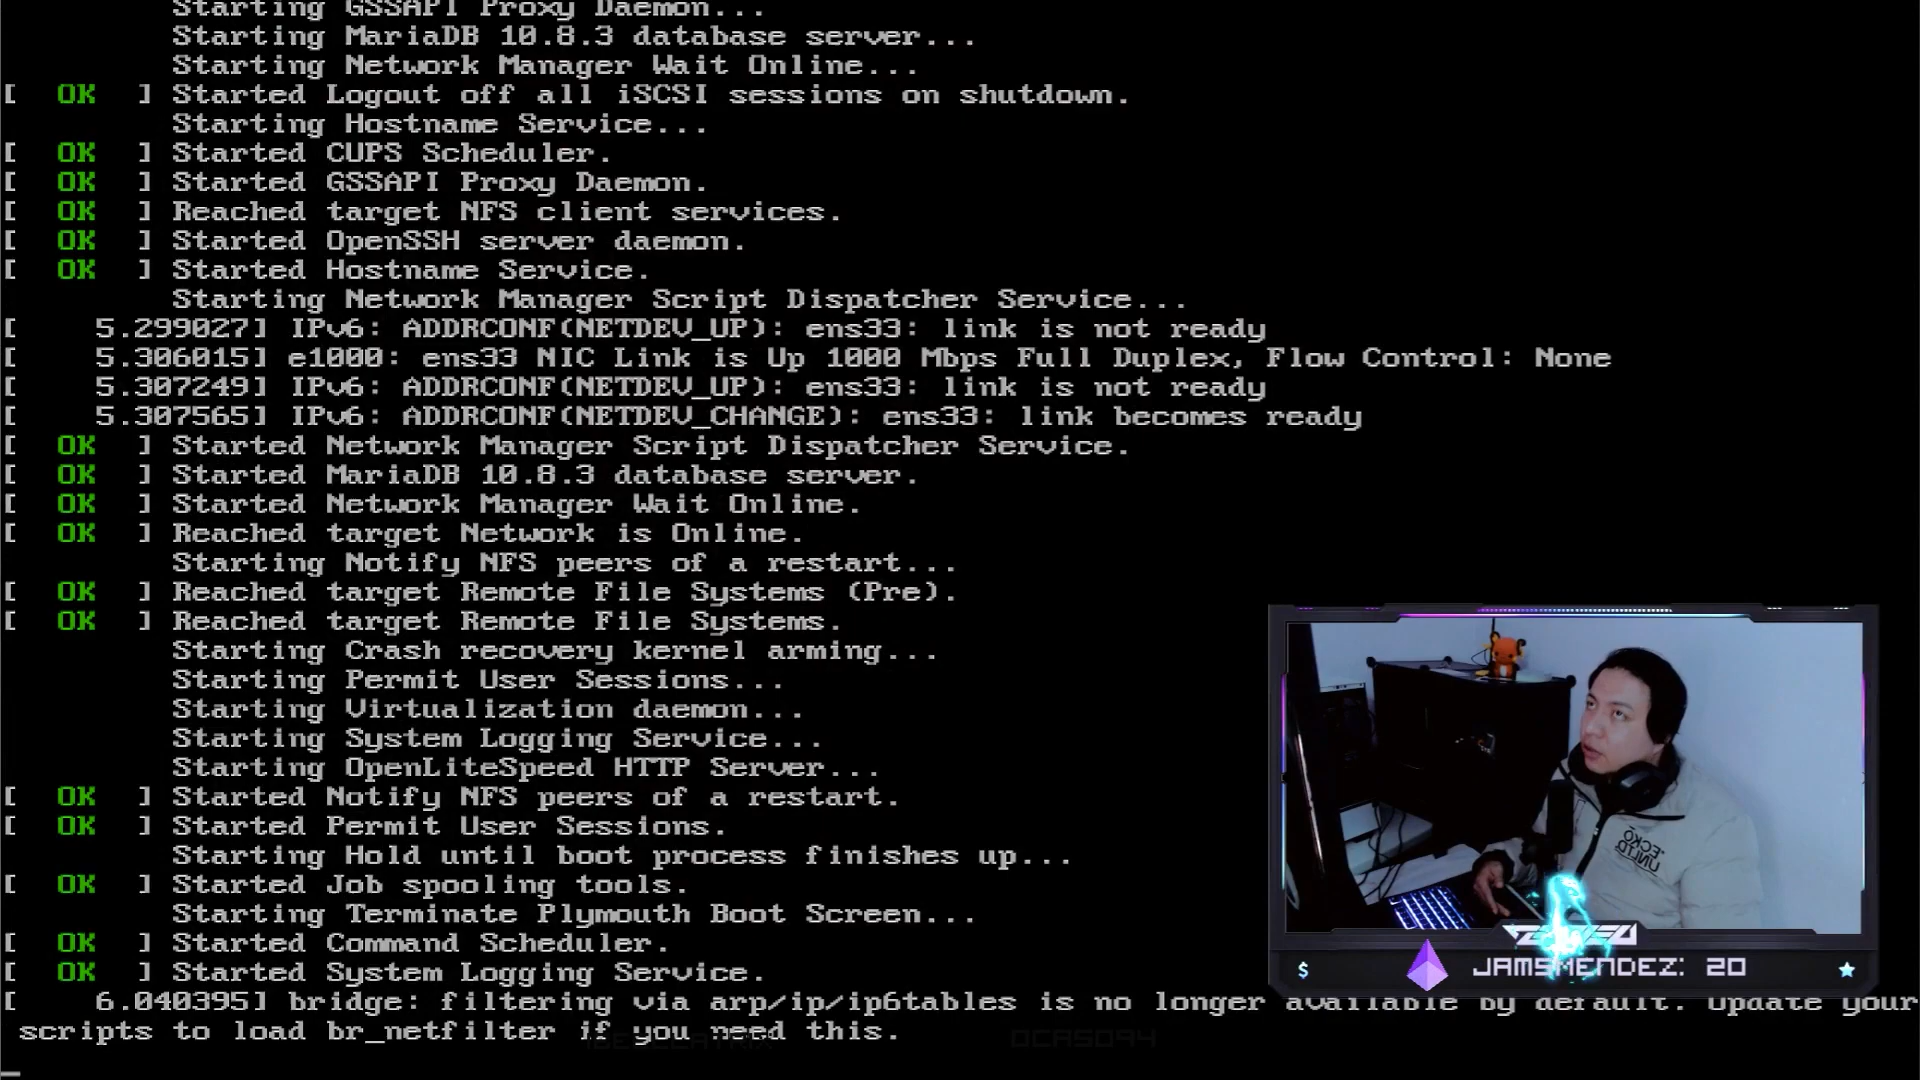 Starting GSSAPI Proxy Daemon...
Starting MariaDB 10.8.3 database server...
Starting Network Manager Wait Online...
[  OK  ] Started Logout off all iSCSI sessions on shutdown.
Starting Hostname Service...
[  OK  ] Started CUPS Scheduler.
[  OK  ] Started GSSAPI Proxy Daemon.
[  OK  ] Reached target NFS client services.
[  OK  ] Started OpenSSH server daemon.
[  OK  ] Started Hostname Service.
Starting Network Manager Script Dispatcher Service...
[    5.299027] IPv6: ADDRCONF(NETDEV_UP): ens33: link is not ready
[    5.306015] e1000: ens33 NIC Link is Up 1000 Mbps Full Duplex, Flow Control: None
[    5.307249] IPv6: ADDRCONF(NETDEV_UP): ens33: link is not ready
[    5.307565] IPv6: ADDRCONF(NETDEV_CHANGE): ens33: link becomes ready
[  OK  ] Started Network Manager Script Dispatcher Service.
[  OK  ] Started MariaDB 10.8.3 database server.
[  OK  ] Started Network Manager Wait Online.
[  OK  ] Reached target Network is Online.
Starting Notify NFS peers of a restart...
[  OK  ] Reached target Remote File Systems (Pre).
[  OK  ] Reached target Remote File Systems.
Starting Crash recovery kernel arming...
Starting Permit User Sessions...
Starting Virtualization daemon...
Starting System Logging Service...
Starting OpenLiteSpeed HTTP Server...
[  OK  ] Started Notify NFS peers of a restart.
[  OK  ] Started Permit User Sessions.
Starting Hold until boot process finishes up...
[  OK  ] Started Job spooling tools.
Starting Terminate Plymouth Boot Screen...
[  OK  ] Started Command Scheduler.
[  OK  ] Started System Logging Service.
[    6.040395] bridge: filtering via arp/ip/ip6tables is no longer available by default. Update your
scripts to load br_netfilter if you need this.
ECKO
UNLTD
$ JAMSMENDEZ: 20
OCASO94